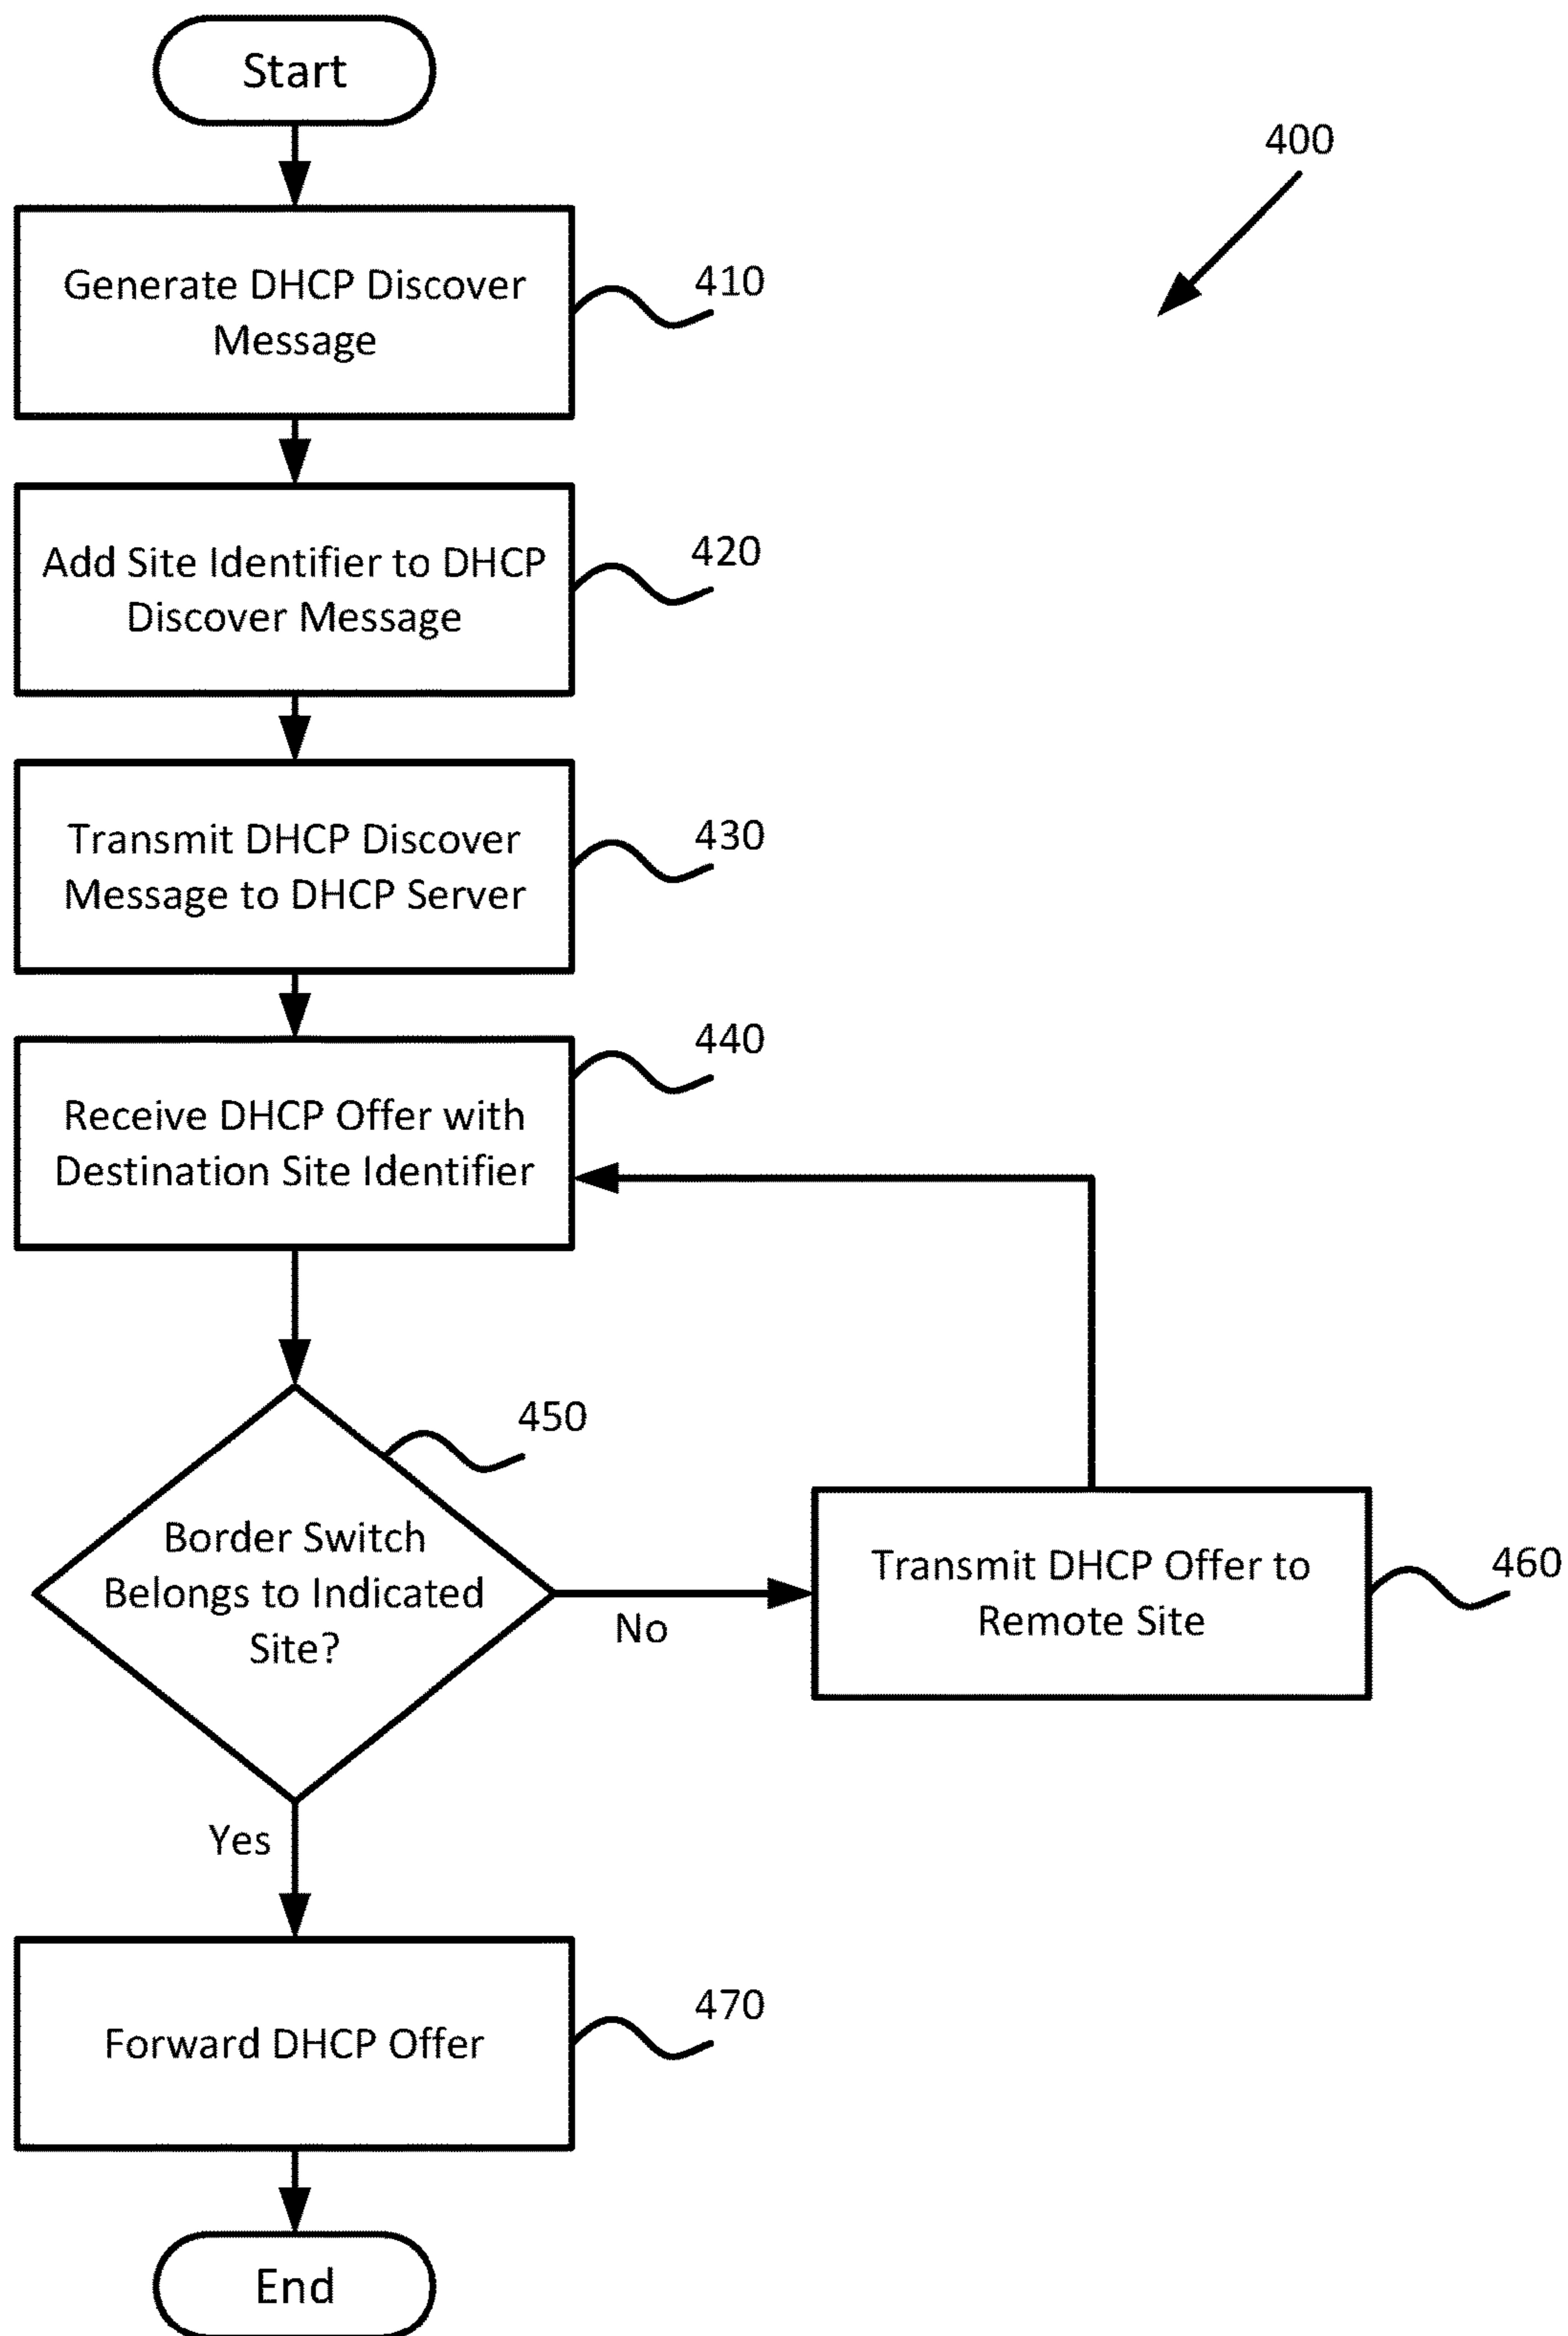 Start
400
Generate DHCP Discover
Message
410
Add Site Identifier to DHCP
Discover Message
420
Transmit DHCP Discover
Message to DHCP Server
430
Receive DHCP Offer with
Destination Site Identifier
440
Border Switch
Belongs to Indicated
Site?
450
No
Transmit DHCP Offer to
Remote Site
460
Yes
Forward DHCP Offer
470
End